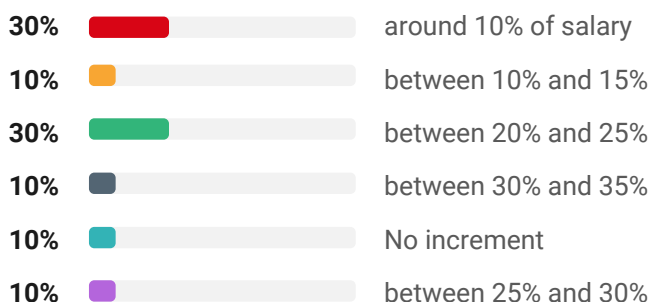 30% around 10% of salary
10% between 10% and 15%
30% between 20% and 25%
10% between 30% and 35%
10% No increment
10% between 25% and 30%